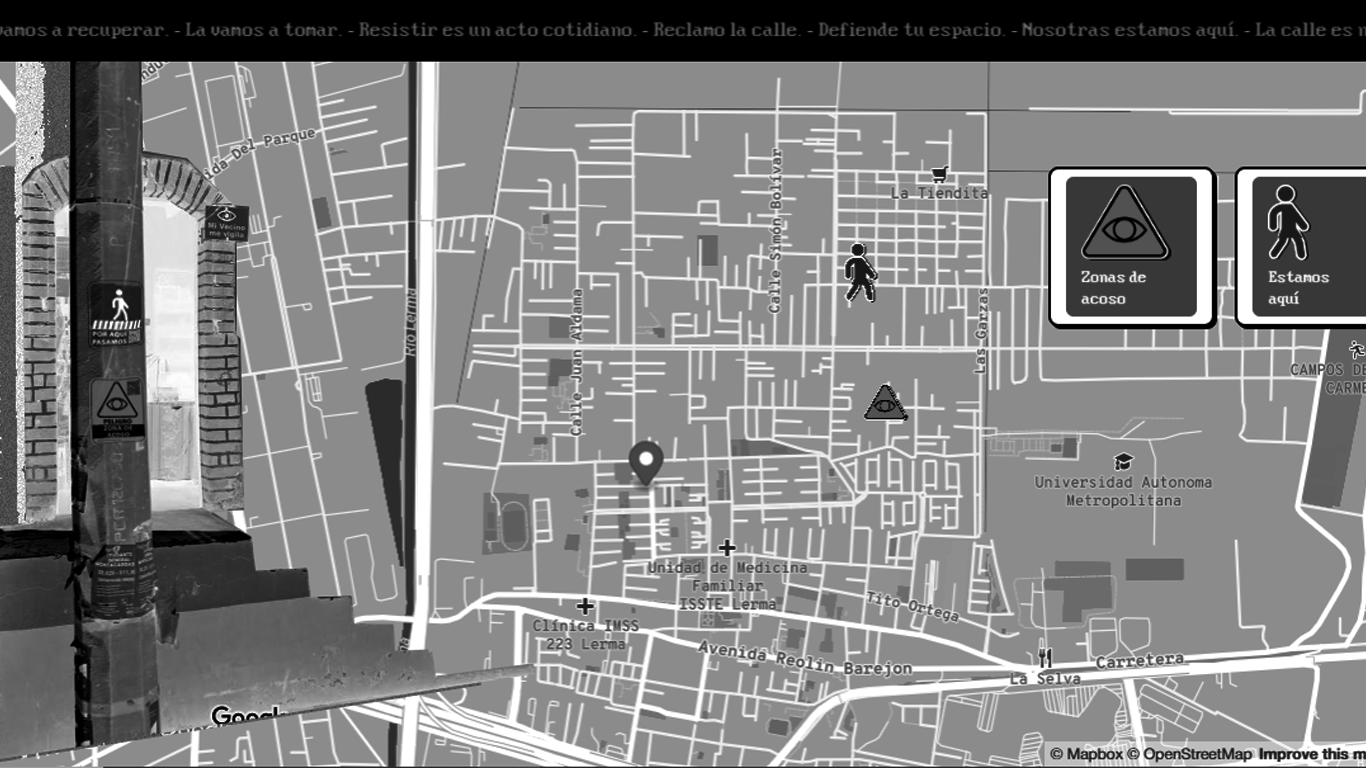 vamos a recuperar. - La vamos a tomar. - Resistir es un acto cotidiano. - Reclamo la calle. - Defiende tu espacio. - Nosotras estamos aquí. - La calle es
ida Del Parque
La Tiendita
Calle Simón Bolívar
Mi Vecino
me vigila
Zonas de
acoso
Estamos
aquí
Río Lerma
Calle Juan Aldama
Las Garzas
POR AQUÍ
PASAMOS
CAMPOS DE
CARME
PELIGRO
ZONA DE
ACOSO
Universidad Autonoma
Metropolitana
Unidad de Medicina
Familiar
ISSTE Lerma
Clínica IMSS
223 Lerma
Tito Ortega
Avenida Reolin Barejon
Carretera
La Selva
Google
© Mapbox © OpenStreetMap Improve this m